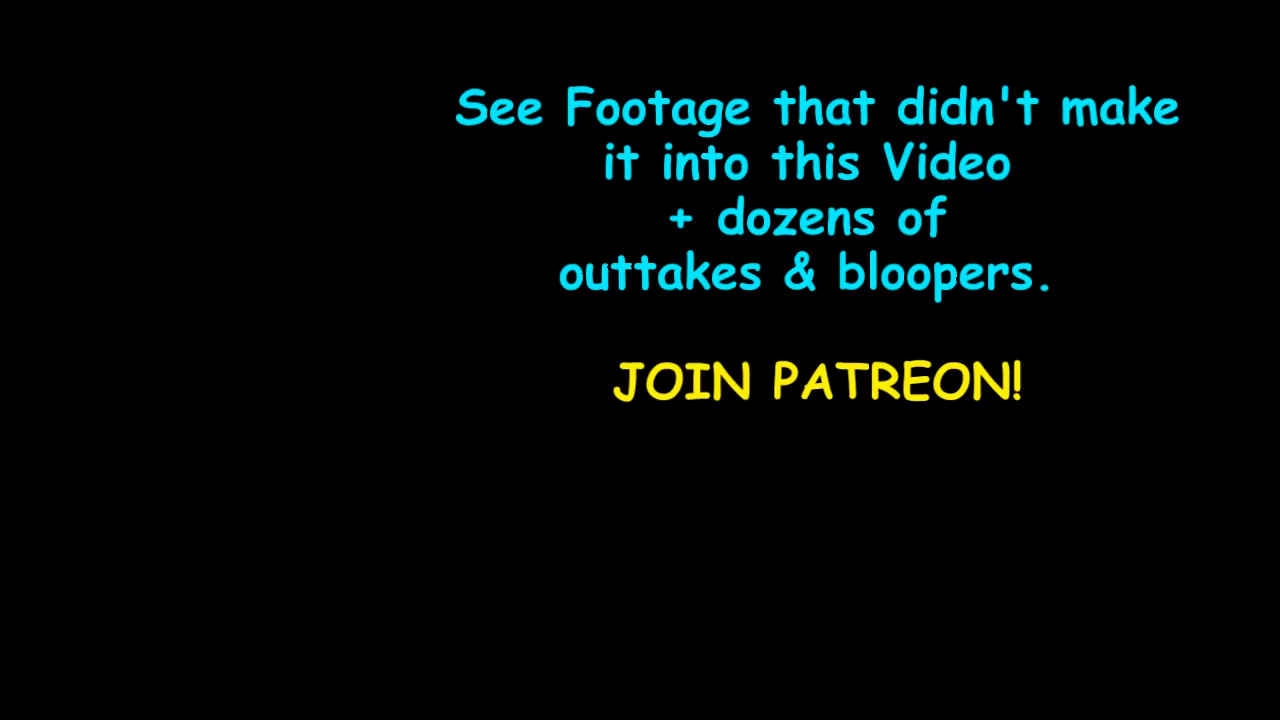 See Footage that didn't make
it into this Video
+ dozens of
outtakes & bloopers.
JOIN PATREON!